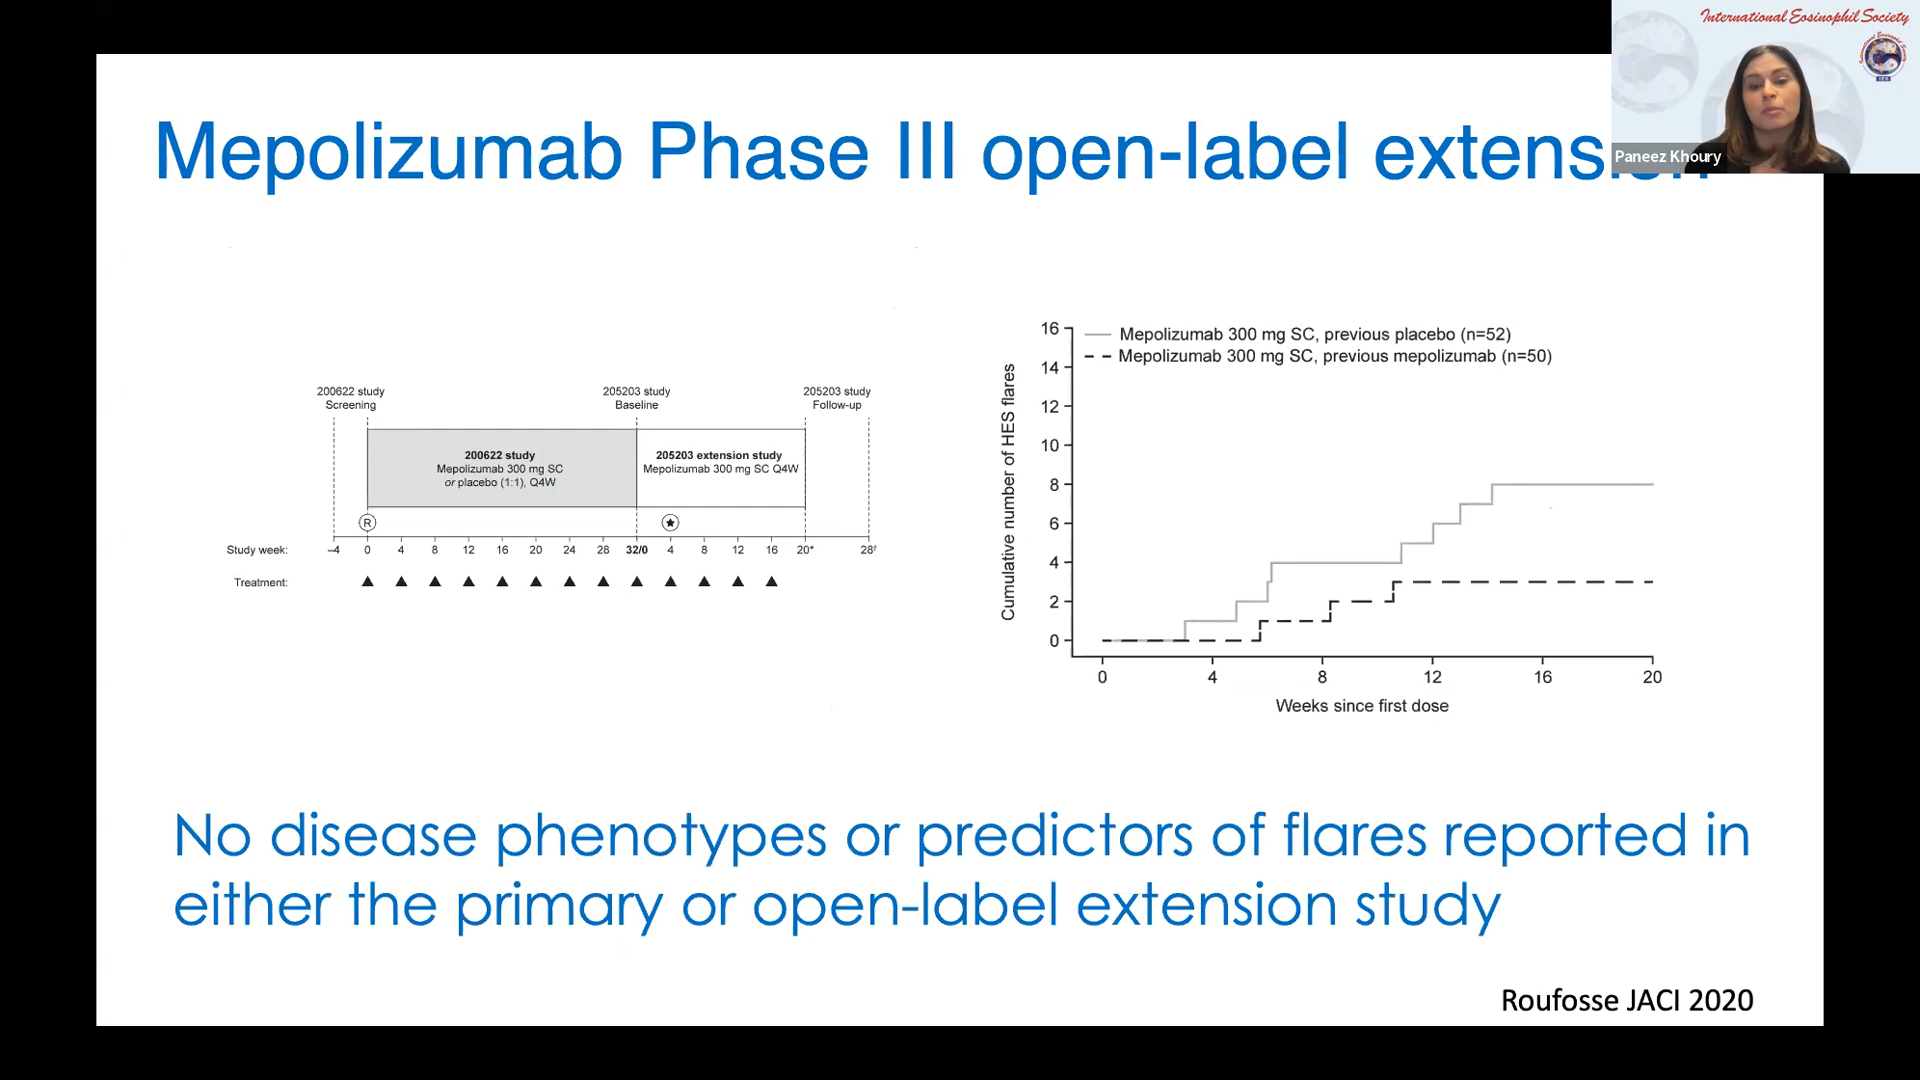 International Eosinophil Society
Paneez Khoury
Mepolizumab Phase III open-label extension
200622 study
Screening
205203 study
Baseline
205203 study
Follow-up
200622 study
Mepolizumab 300 mg SC
or placebo (1:1), Q4W
205203 extension study
Mepolizumab 300 mg SC Q4W
R
Study week: –4 0 4 8 12 16 20 24 28 32/0 4 8 12 16 20* 28†
Treatment:
Mepolizumab 300 mg SC, previous placebo (n=52)
Mepolizumab 300 mg SC, previous mepolizumab (n=50)
Cumulative number of HES flares
16
14
12
10
8
6
4
2
0
0 4 8 12 16 20
Weeks since first dose
No disease phenotypes or predictors of flares reported in
either the primary or open-label extension study
Roufosse JACI 2020